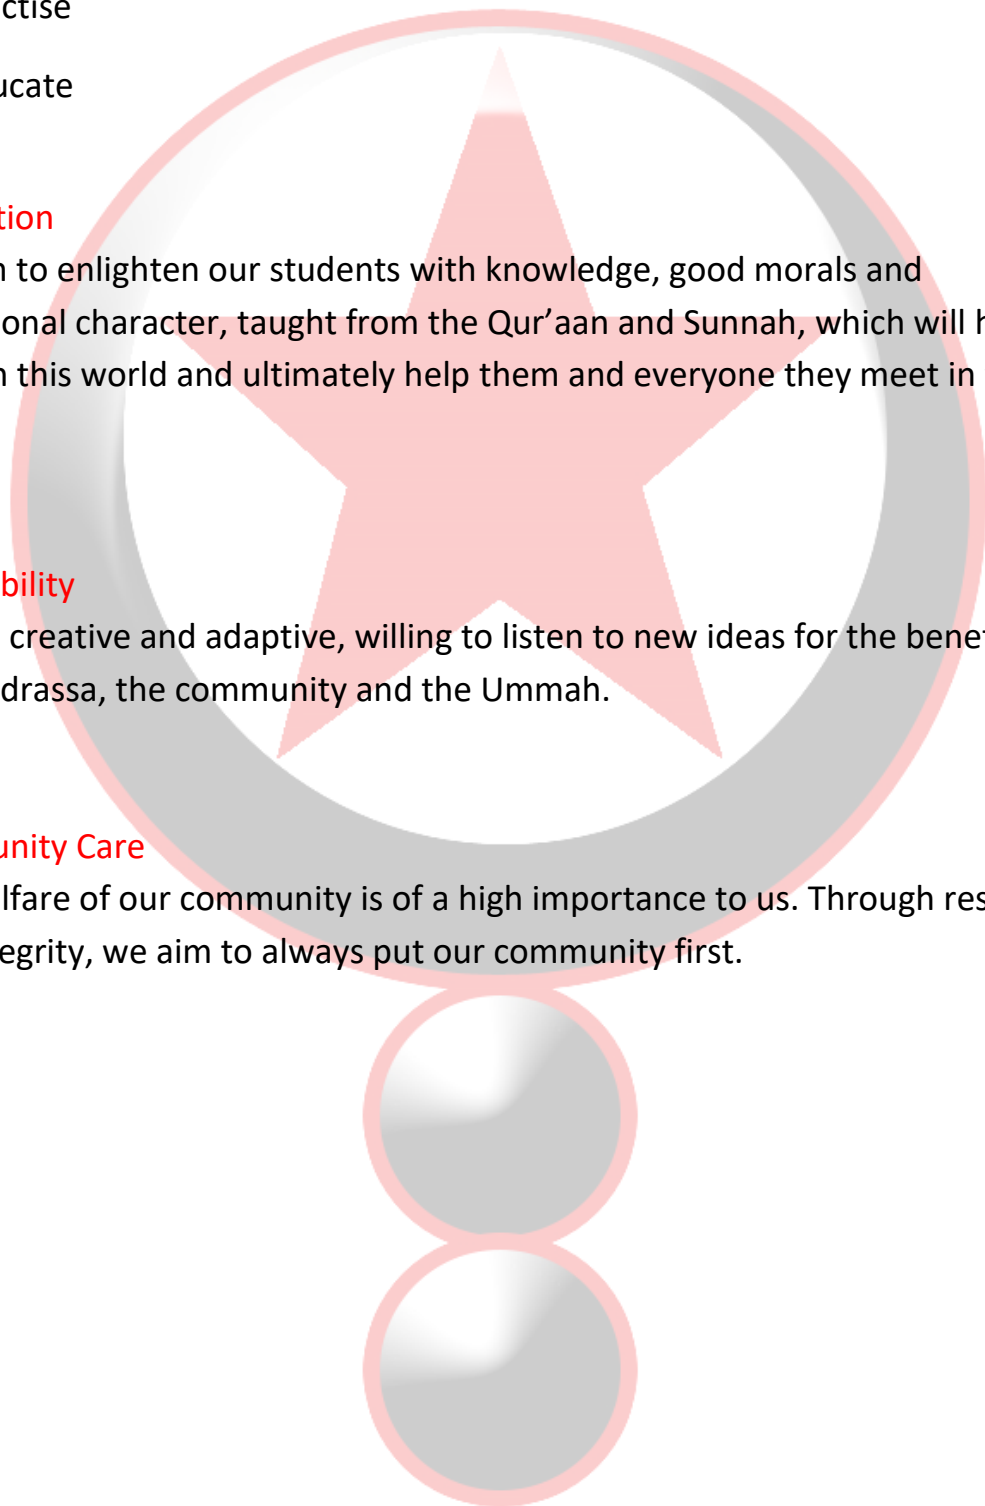 ctise
ucate
tion
n to enlighten our students with knowledge, good morals and
onal character, taught from the Qur’aan and Sunnah, which will h
n this world and ultimately help them and everyone they meet in
bility
creative and adaptive, willing to listen to new ideas for the bene
drassa, the community and the Ummah.
unity Care
lfare of our community is of a high importance to us. Through res
egrity, we aim to always put our community first.